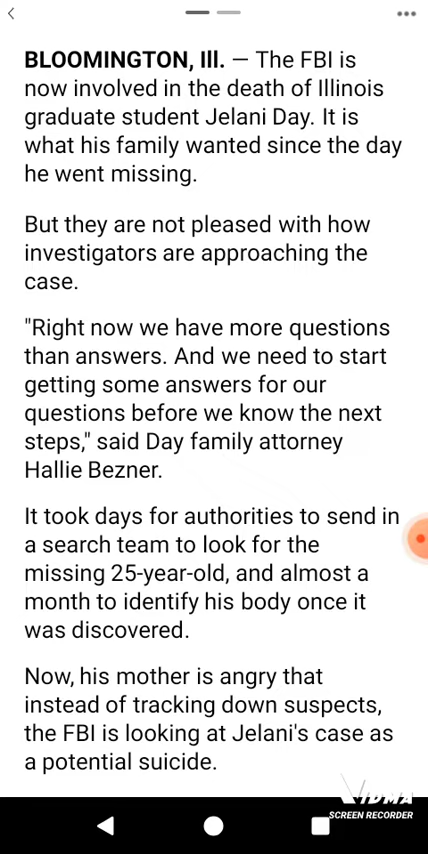 BLOOMINGTON, Ill. — The FBI is
now involved in the death of Illinois
graduate student Jelani Day. It is
what his family wanted since the day
he went missing.
But they are not pleased with how
investigators are approaching the
case.
"Right now we have more questions
than answers. And we need to start
getting some answers for our
questions before we know the next
steps," said Day family attorney
Hallie Bezner.
It took days for authorities to send in
a search team to look for the
missing 25-year-old, and almost a
month to identify his body once it
was discovered.
Now, his mother is angry that
instead of tracking down suspects,
the FBI is looking at Jelani's case as
a potential suicide.
VIDMA
SCREEN RECORDER